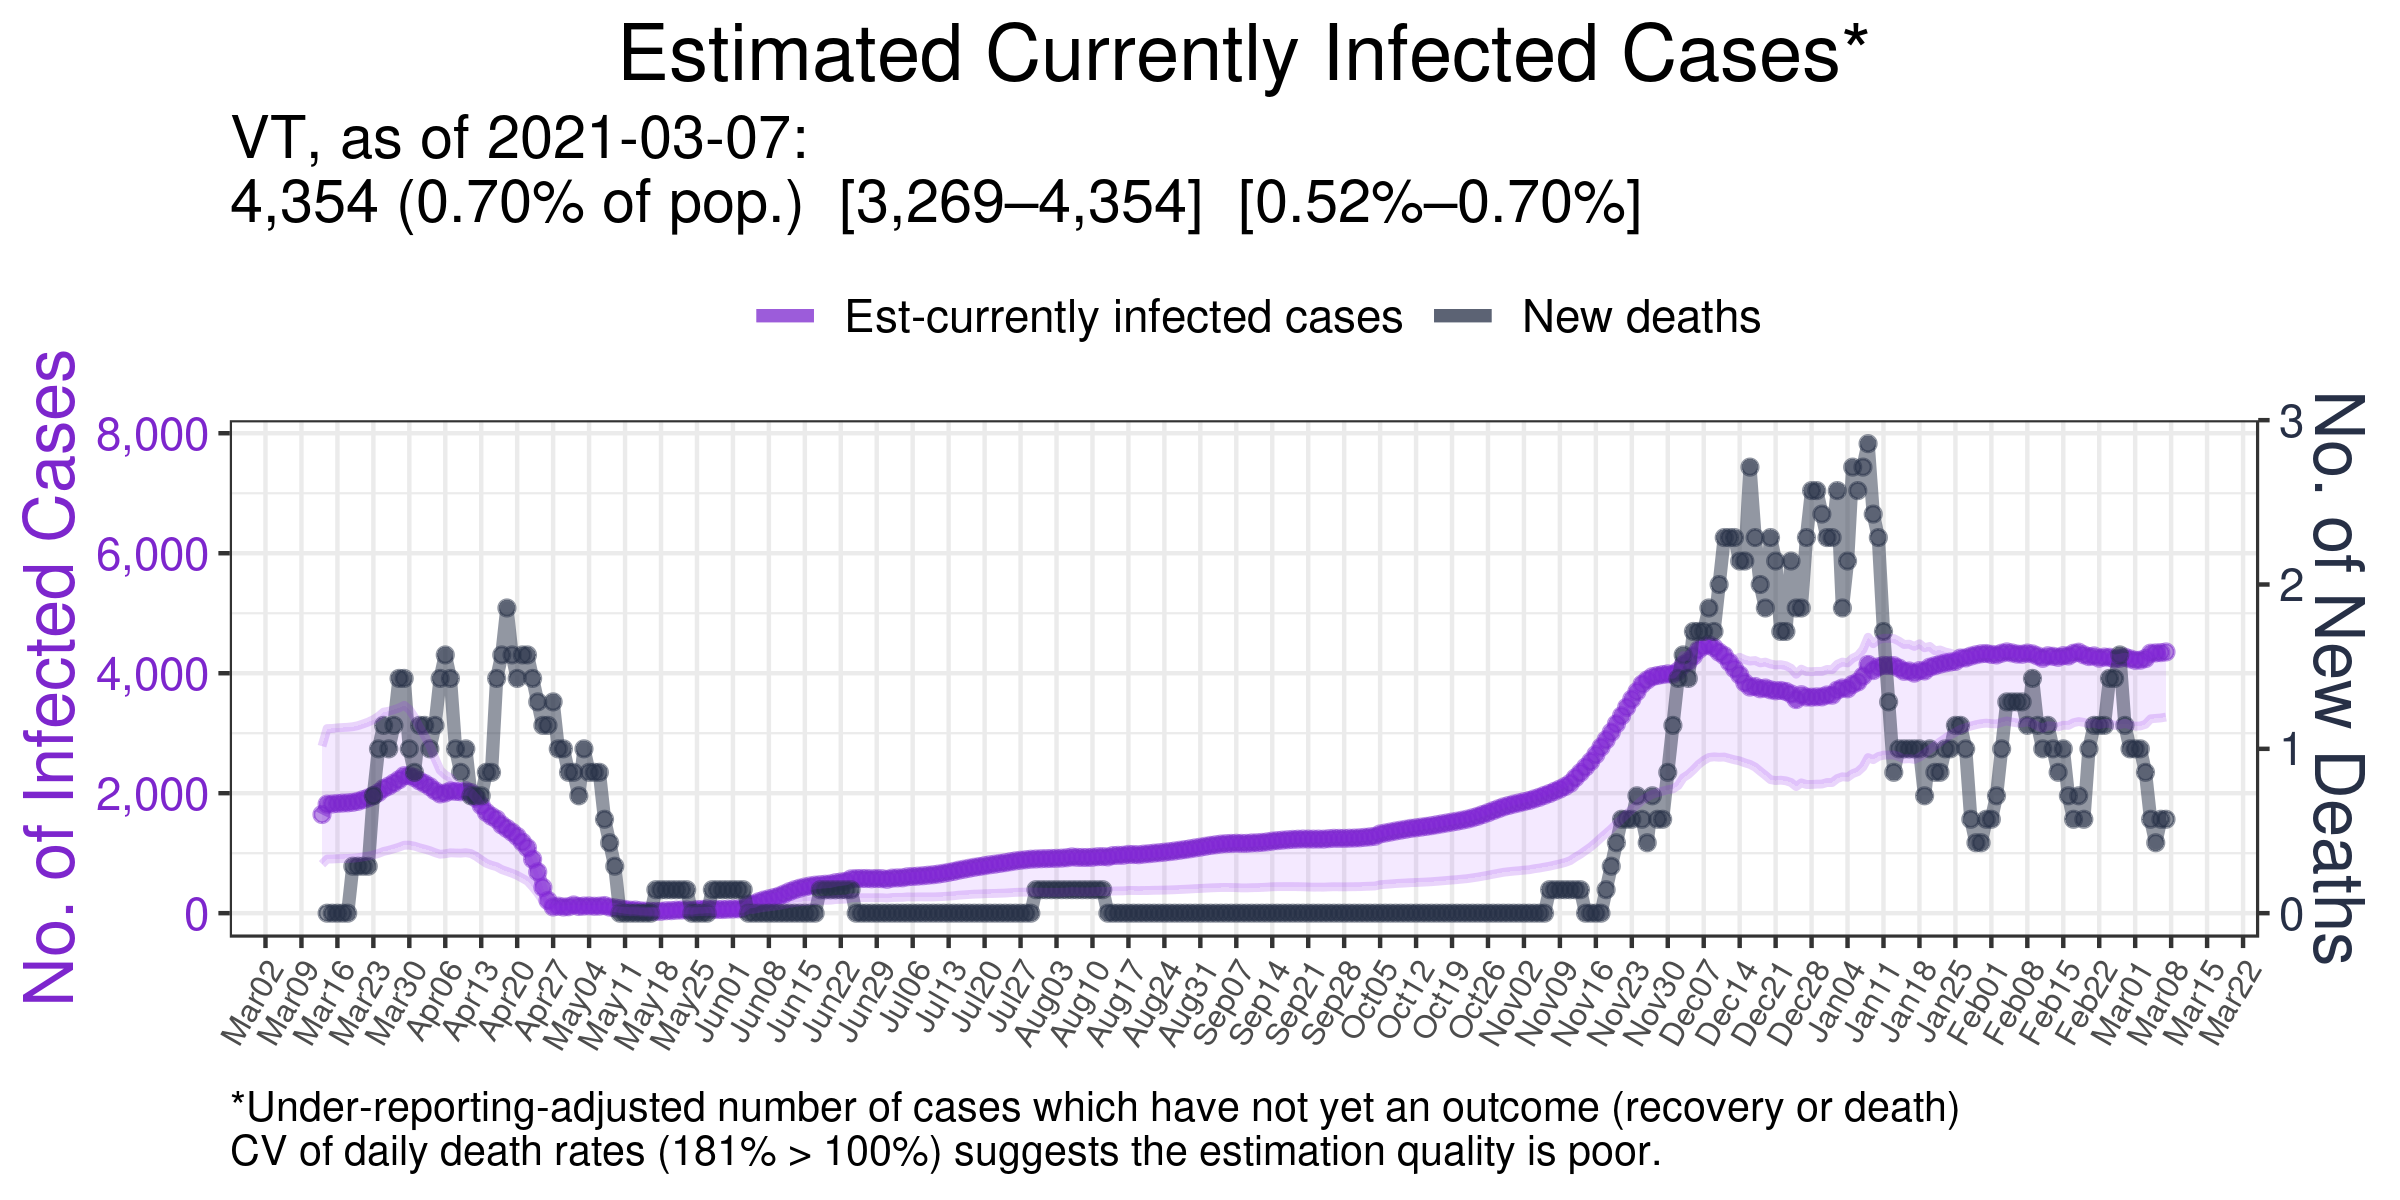 Estimated Currently Infected Cases*
VT, as of 2021-03-07:
4,354 (0.70% of pop.) [3,269–4,354] [0.52%–0.70%]
Est-currently infected cases
New deaths
No. of Infected Cases
8,000
6,000
4,000
2,000
0
3
2
1
0
No. of New Deaths
Mar02
Mar09
Mar16
Mar23
Mar30
Apr06
Apr13
Apr20
Apr27
May04
May11
May18
May25
Jun01
Jun08
Jun15
Jun22
Jun29
Jul06
Jul13
Jul20
Jul27
Aug03
Aug10
Aug17
Aug24
Aug31
Sep07
Sep14
Sep21
Sep28
Oct05
Oct12
Oct19
Oct26
Nov02
Nov09
Nov16
Nov23
Nov30
Dec07
Dec14
Dec21
Dec28
Jan04
Jan11
Jan18
Jan25
Feb01
Feb08
Feb15
Feb22
Mar01
Mar08
Mar15
Mar22
*Under-reporting-adjusted number of cases which have not yet an outcome (recovery or death)
CV of daily death rates (181% > 100%) suggests the estimation quality is poor.